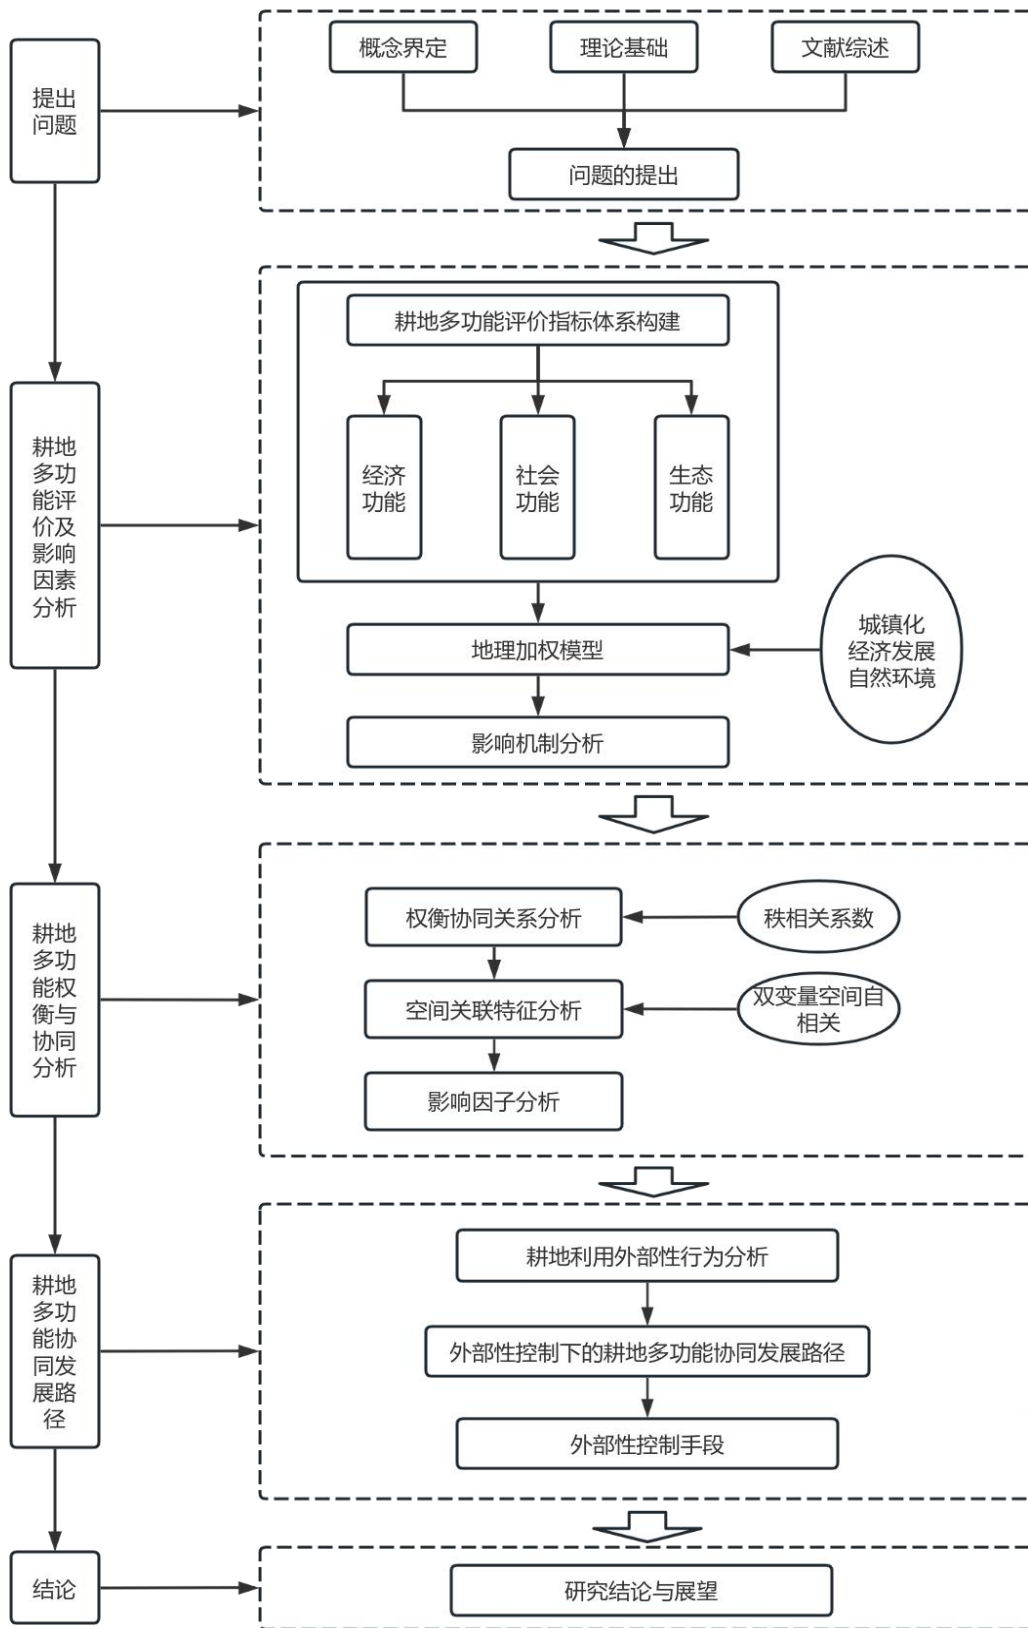 提出
问题
概念界定
理论基础
文献综述
问题的提出
耕地
多功
能评
价及
影响
因素
分析
耕地多功能评价指标体系构建
经济
功能
社会
功能
生态
功能
地理加权模型
城镇化
经济发展
自然环境
影响机制分析
耕地
多功
能权
衡与
协同
分析
权衡协同关系分析
秩相关系数
空间关联特征分析
双变量空间自
相关
影响因子分析
耕地
多功
能协
同发
展路
径
耕地利用外部性行为分析
外部性控制下的耕地多功能协同发展路径
外部性控制手段
结论
研究结论与展望